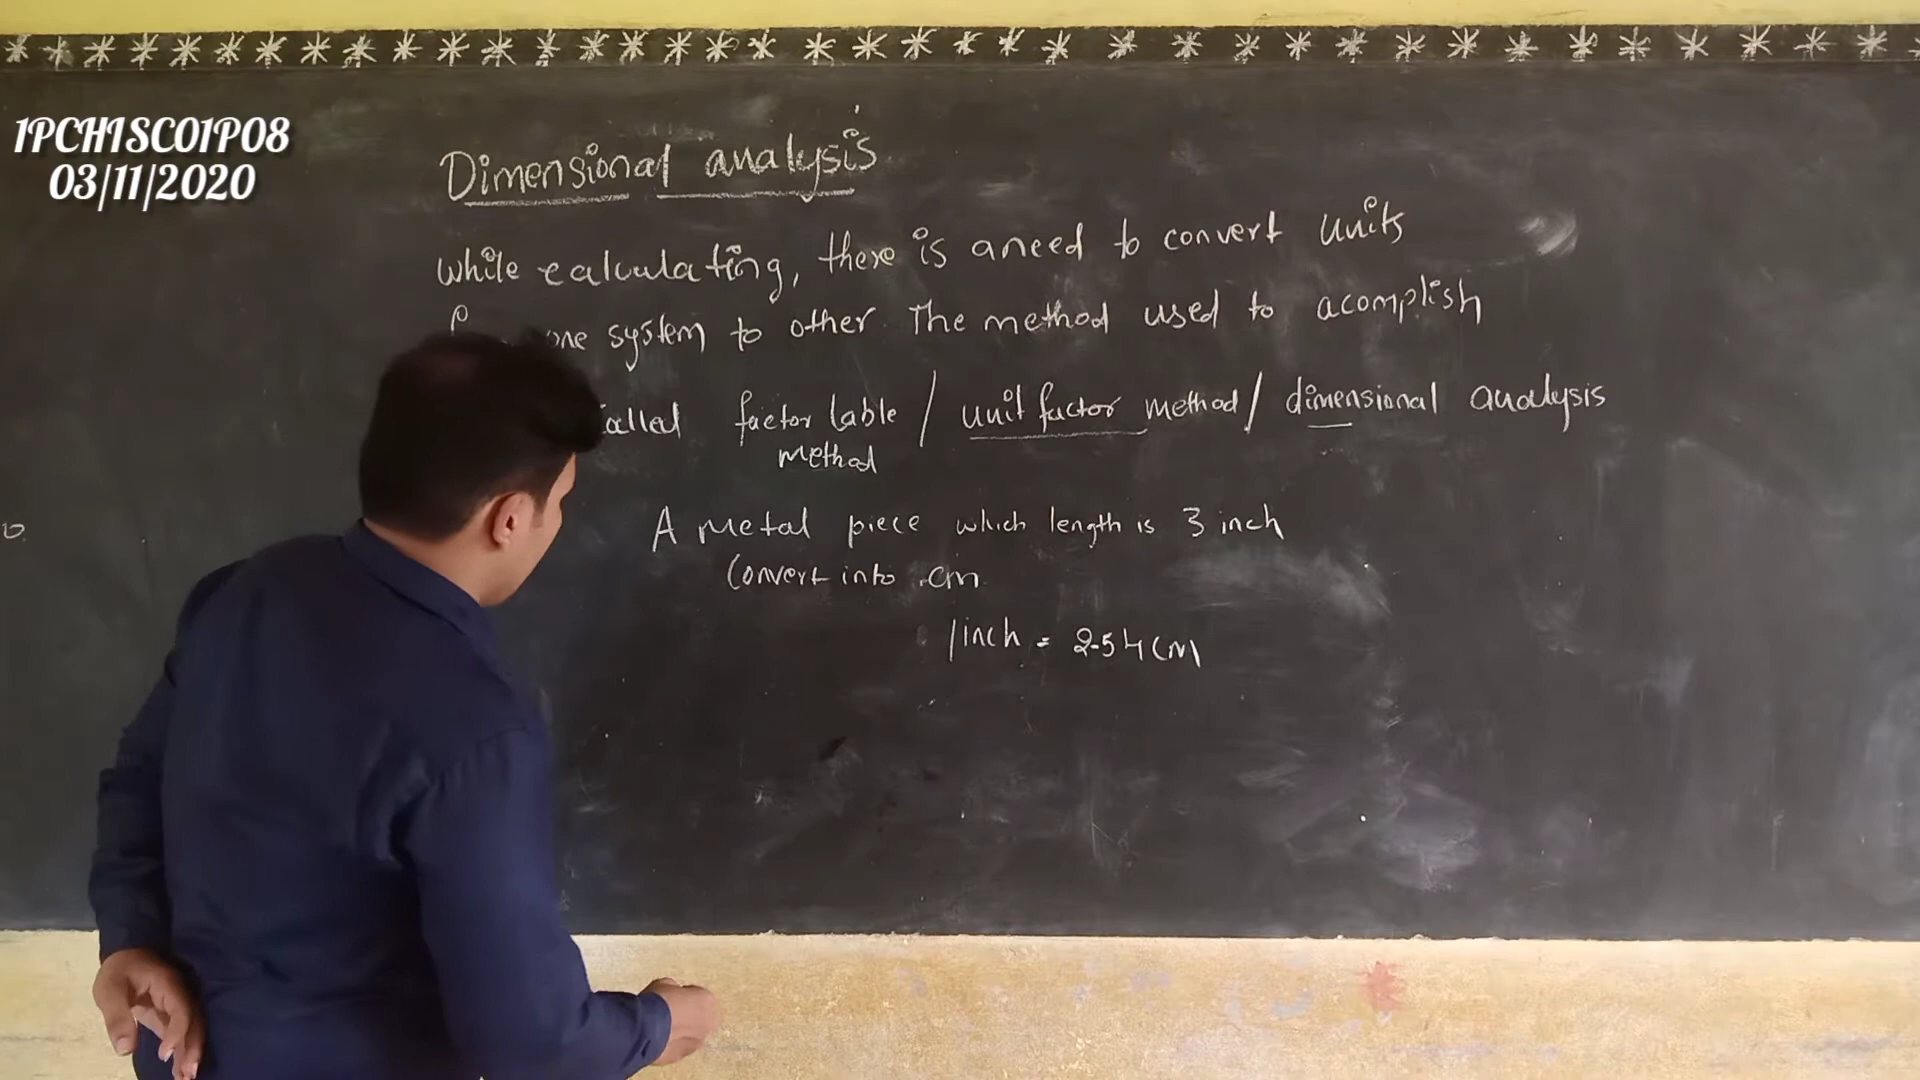 1PCH1SC01P08
03/11/2020
Dimensional analysis
while calculating, there is a need to convert units
one system to other. The method used to acomplish
called factor lable / unit factor method / dimensional analysis
method
A metal piece which length is 3 inch
Convert into cm
1 inch = 2.54 cm